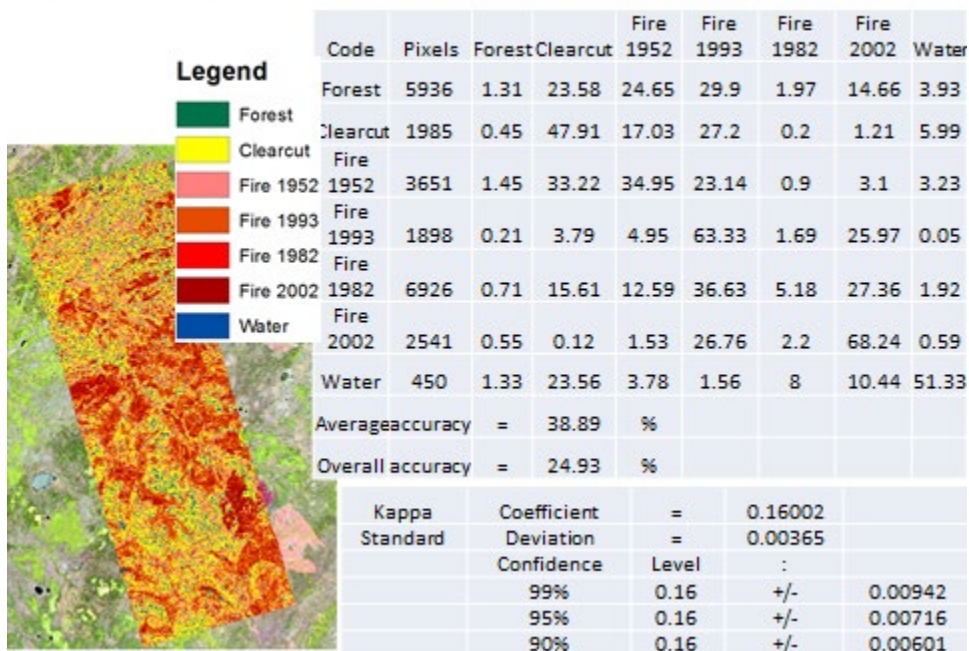 Legend
Forest
Clearcut
Fire 1952
Fire 1993
Fire 1982
Fire 2002
Water
Code Pixels Forest Clearcut Fire 1952 Fire 1993 Fire 1982 Fire 2002 Water
Forest 5936 1.31 23.58 24.65 29.9 1.97 14.66 3.93
Clearcut 1985 0.45 47.91 17.03 27.2 0.2 1.21 5.99
Fire 1952 3651 1.45 33.22 34.95 23.14 0.9 3.1 3.23
Fire 1993 1898 0.21 3.79 4.95 63.33 1.69 25.97 0.05
Fire 1982 6926 0.71 15.61 12.59 36.63 5.18 27.36 1.92
Fire 2002 2541 0.55 0.12 1.53 26.76 2.2 68.24 0.59
Water 450 1.33 23.56 3.78 1.56 8 10.44 51.33
Average accuracy = 38.89 %
Overall accuracy = 24.93 %
Kappa Coefficient = 0.16002
Standard Deviation = 0.00365
Confidence Level :
99% 0.16 +/- 0.00942
95% 0.16 +/- 0.00716
90% 0.16 +/- 0.00601